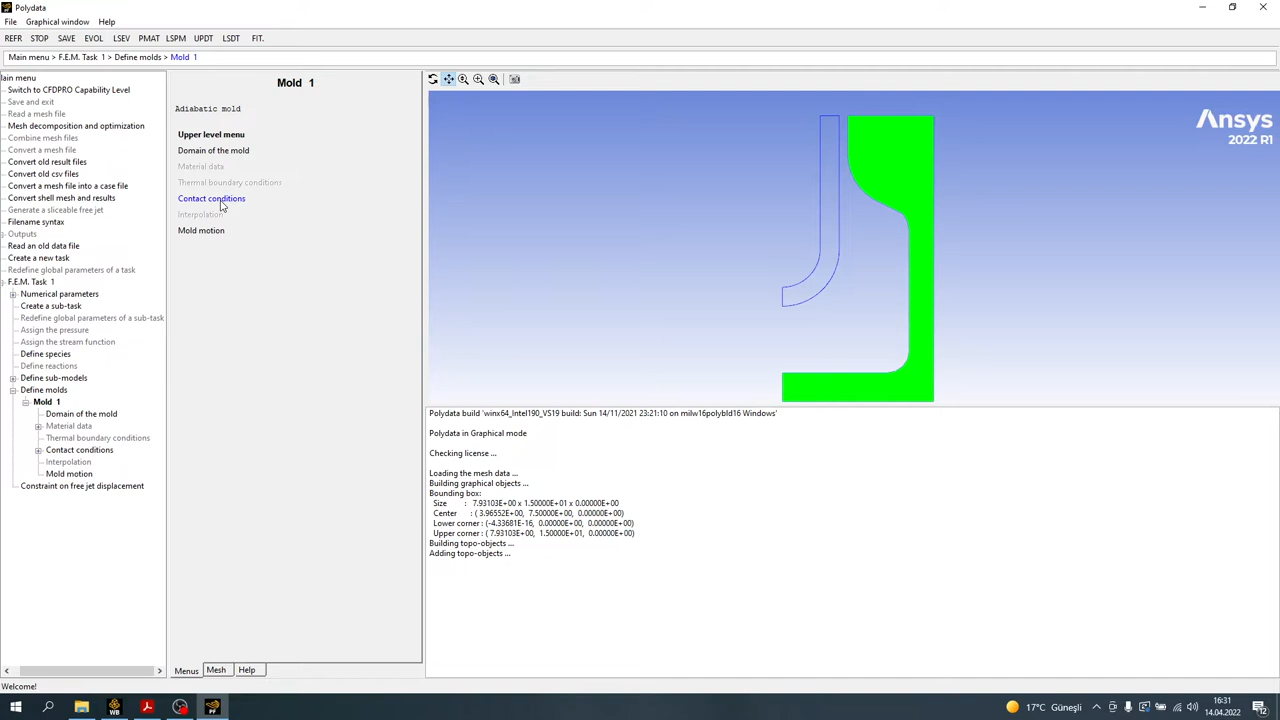 Polydata
File Graphical window Help
REFR STOP SAVE EVOL LSEV PMAT LSPM UPDT LSDT FIT.
Main menu > F.E.M. Task 1 > Define molds > Mold 1
Main menu
Switch to CFDPRO Capability Level
Save and exit
Read a mesh file
Mesh decomposition and optimization
Combine mesh files
Convert a mesh file
Convert old result files
Convert old csv files
Convert a mesh file into a case file
Convert shell mesh and results
Generate a sliceable free jet
Filename syntax
Outputs
Read an old data file
Create a new task
Redefine global parameters of a task
F.E.M. Task 1
Numerical parameters
Create a sub-task
Redefine global parameters of a sub-task
Assign the pressure
Assign the stream function
Define species
Define reactions
Define sub-models
Define molds
Mold 1
Domain of the mold
Material data
Thermal boundary conditions
Contact conditions
Interpolation
Mold motion
Constraint on free jet displacement
Mold 1
Adiabatic mold
Upper level menu
Domain of the mold
Material data
Thermal boundary conditions
Contact conditions
Interpolation
Mold motion
Menus Mesh Help
Ansys
2022 R1
Polydata build 'winx64_Intel190_VS19 build: Sun 14/11/2021 23:21:10 on milw16polybld16 Windows'
Polydata in Graphical mode
Checking license ...
Loading the mesh data ...
Building graphical objects ...
Bounding box:
Size : 7.93103E+00 x 1.50000E+01 x 0.00000E+00
Center : ( 3.96552E+00, 7.50000E+00, 0.00000E+00)
Lower corner : (-4.33681E-16, 0.00000E+00, 0.00000E+00)
Upper corner : ( 7.93103E+00, 1.50000E+01, 0.00000E+00)
Building topo-objects ...
Adding topo-objects ...
Welcome!
WB
PF
17°C Güneşli
16:31
14.04.2022
12